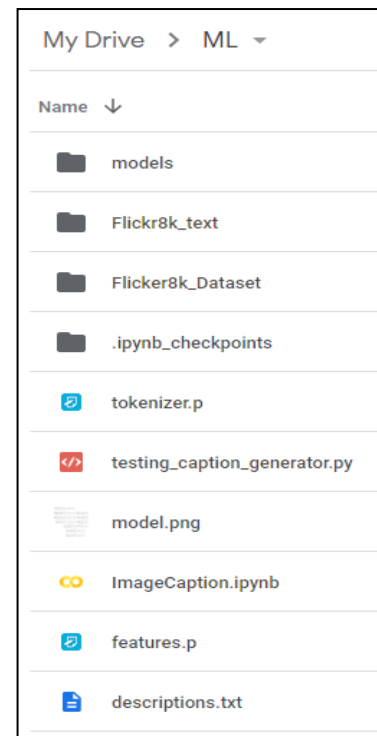 My Drive > ML
Name
models
Flickr8k_text
Flicker8k_Dataset
.ipynb_checkpoints
tokenizer.p
</> testing_caption_generator.py
model.png
ImageCaption.ipynb
features.p
descriptions.txt